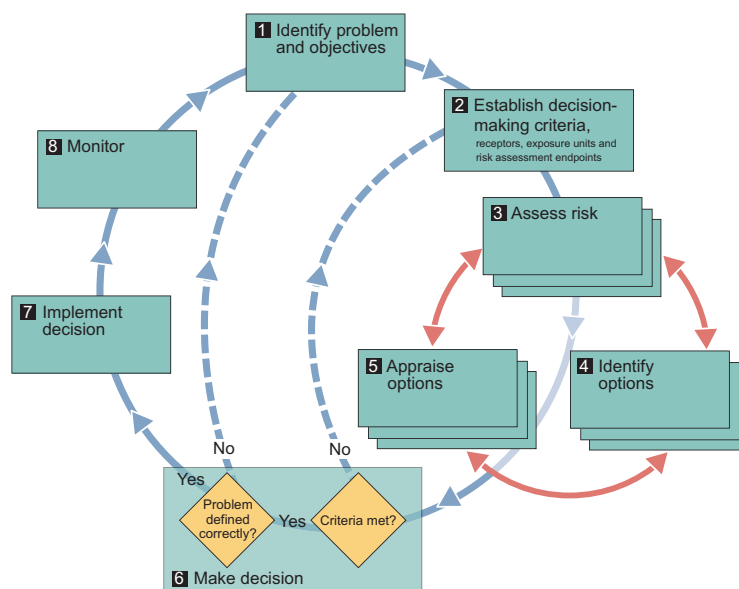 1 Identify problem
and objectives
2 Establish decision-
making criteria,
receptors, exposure units and
risk assessment endpoints
3 Assess risk
4 Identify
options
5 Appraise
options
No
No
Yes
Problem
defined
correctly?
Yes
Criteria met?
6 Make decision
7 Implement
decision
8 Monitor